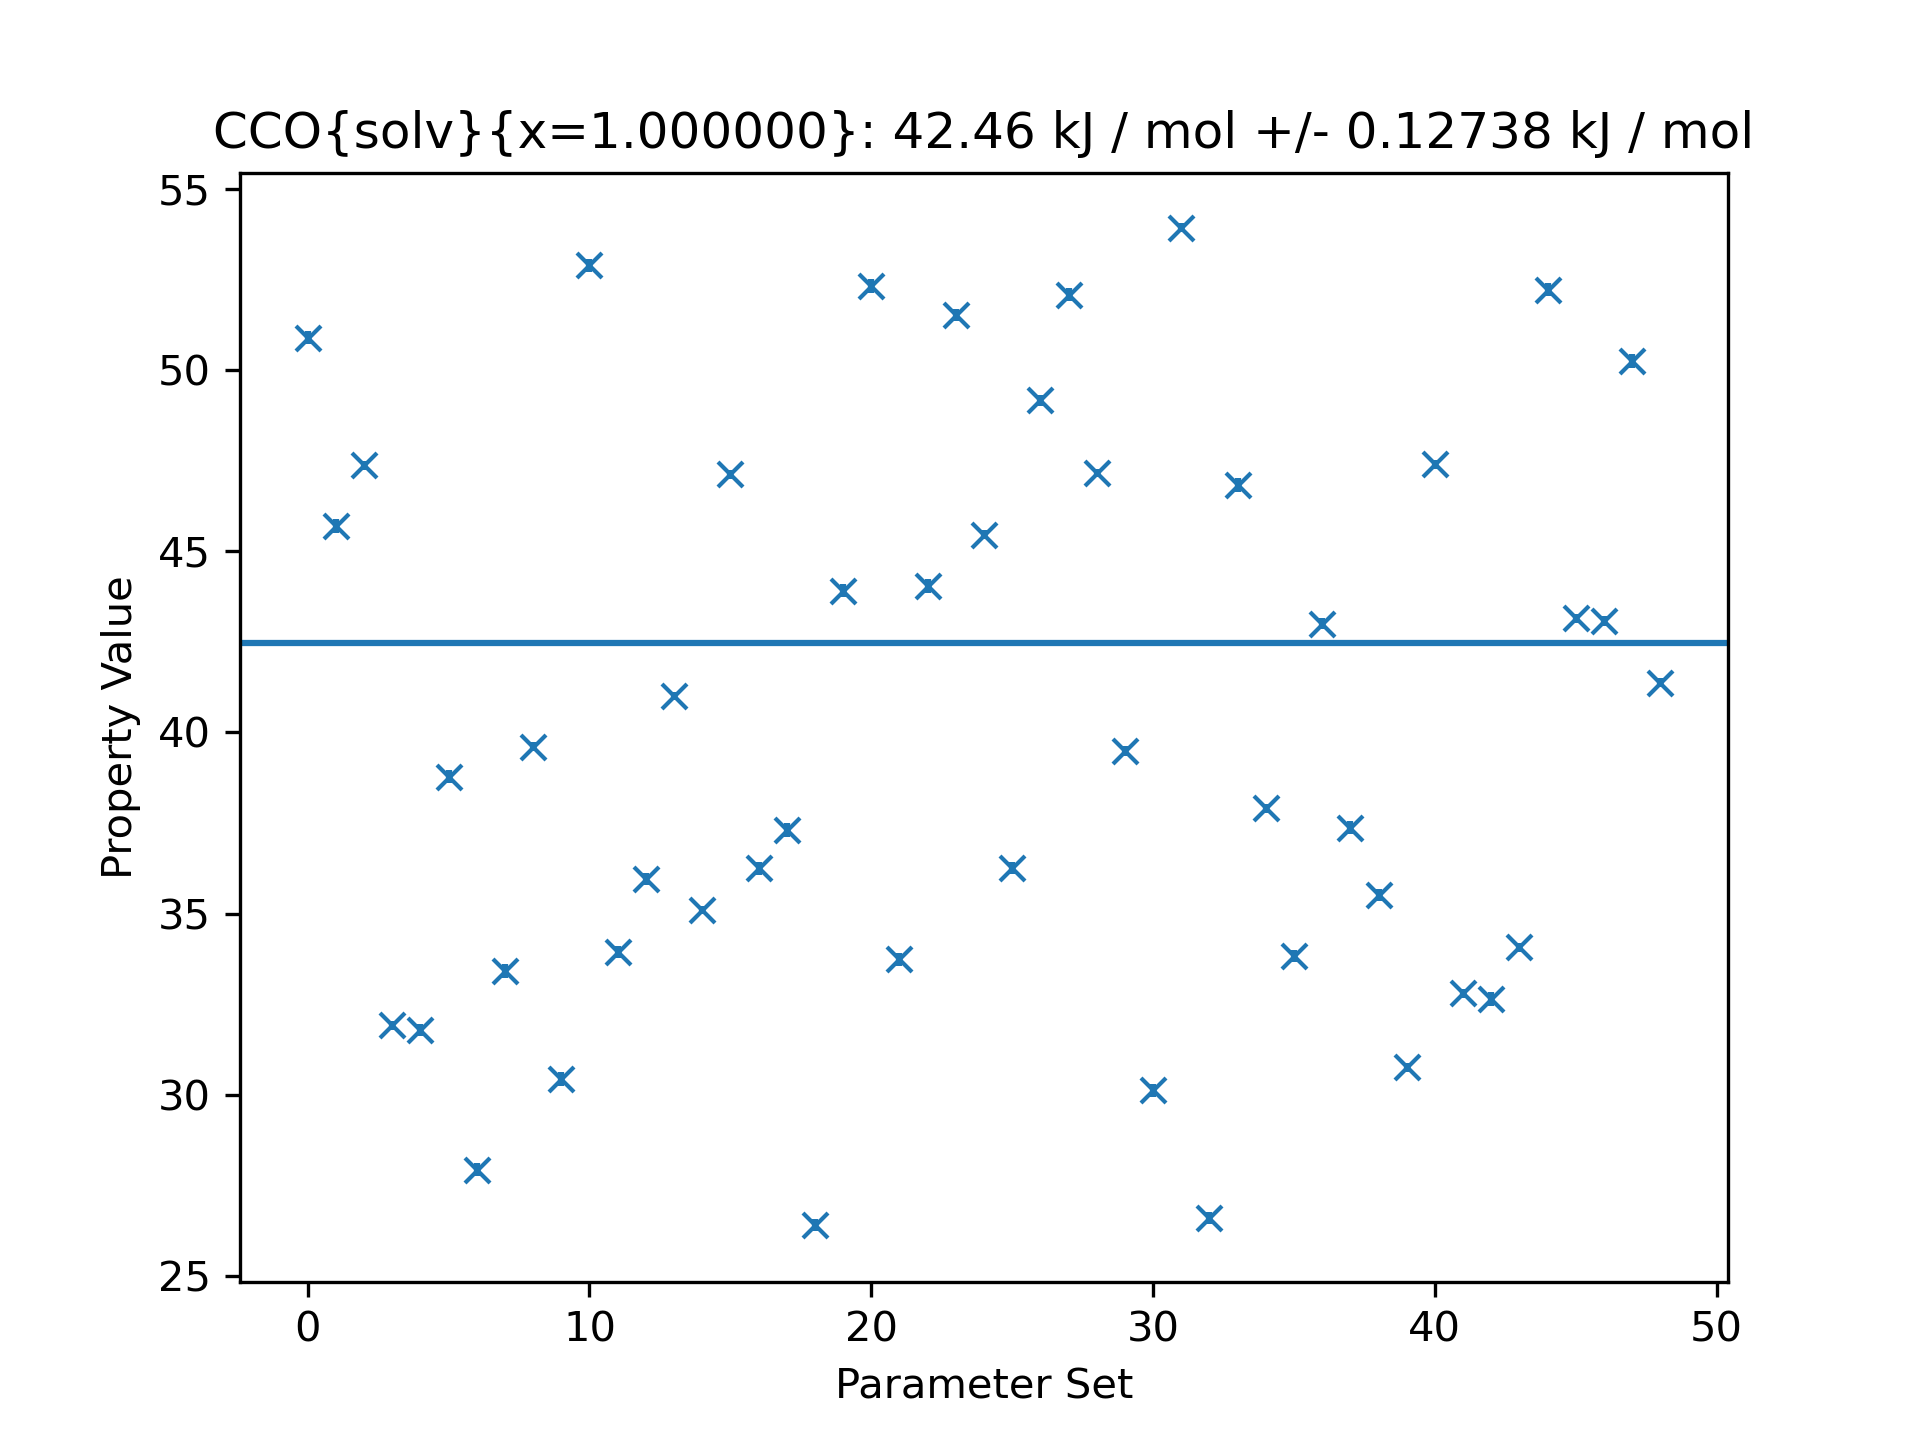 CCO{solv}{x=1.000000}: 42.46 kJ / mol +/- 0.12738 kJ / mol
55
50
45
40
35
30
25
Property Value
0 10 20 30 40 50
Parameter Set